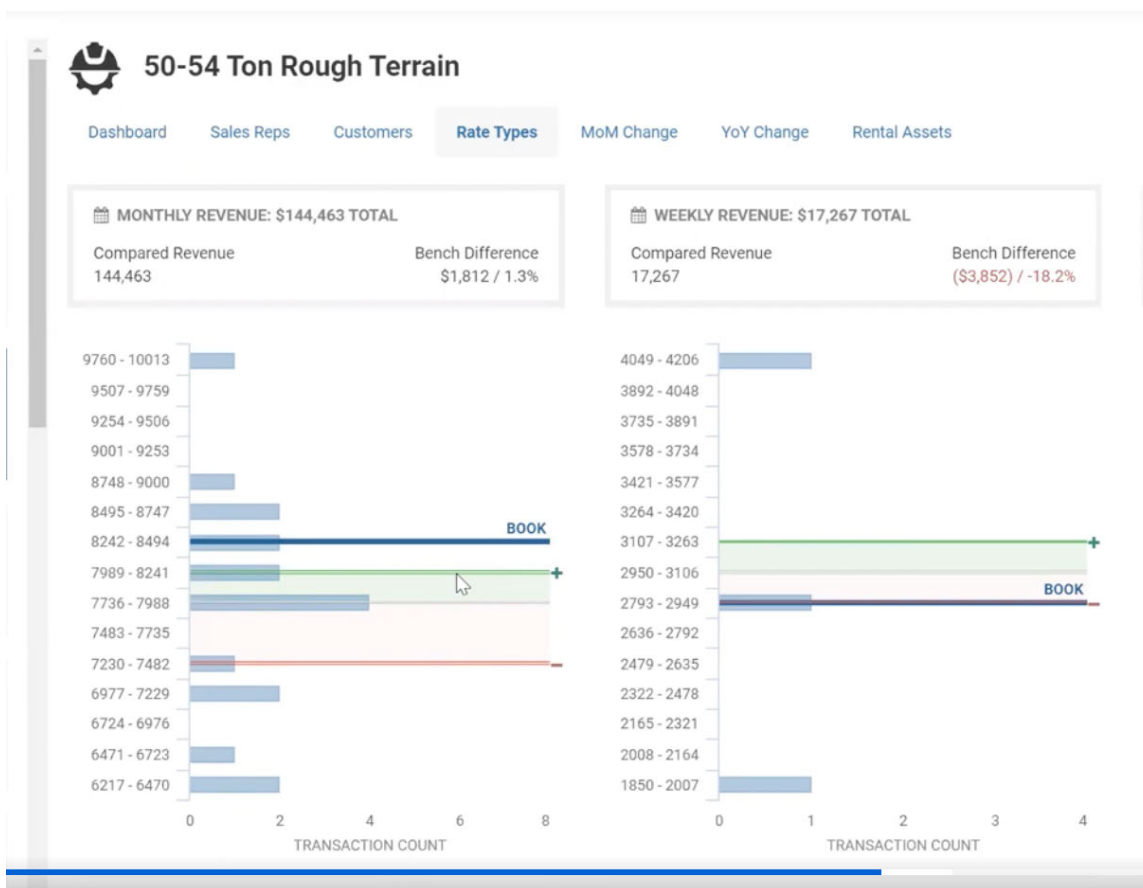 50-54 Ton Rough Terrain
Dashboard Sales Reps Customers Rate Types MoM Change YoY Change Rental Assets
MONTHLY REVENUE: $144,463 TOTAL
Compared Revenue Bench Difference
144,463 $1,812 / 1.3%
9760 - 10013
9507 - 9759
9254 - 9506
9001 - 9253
8748 - 9000
8495 - 8747
BOOK
8242 - 8494
7989 - 8241 +
7736 - 7988
7483 - 7735
7230 - 7482 −
6977 - 7229
6724 - 6976
6471 - 6723
6217 - 6470
0 2 4 6 8
TRANSACTION COUNT
WEEKLY REVENUE: $17,267 TOTAL
Compared Revenue Bench Difference
17,267 ($3,852) / -18.2%
4049 - 4206
3892 - 4048
3735 - 3891
3578 - 3734
3421 - 3577
3264 - 3420
3107 - 3263 +
2950 - 3106
BOOK
2793 - 2949 −
2636 - 2792
2479 - 2635
2322 - 2478
2165 - 2321
2008 - 2164
1850 - 2007
0 1 2 3 4
TRANSACTION COUNT